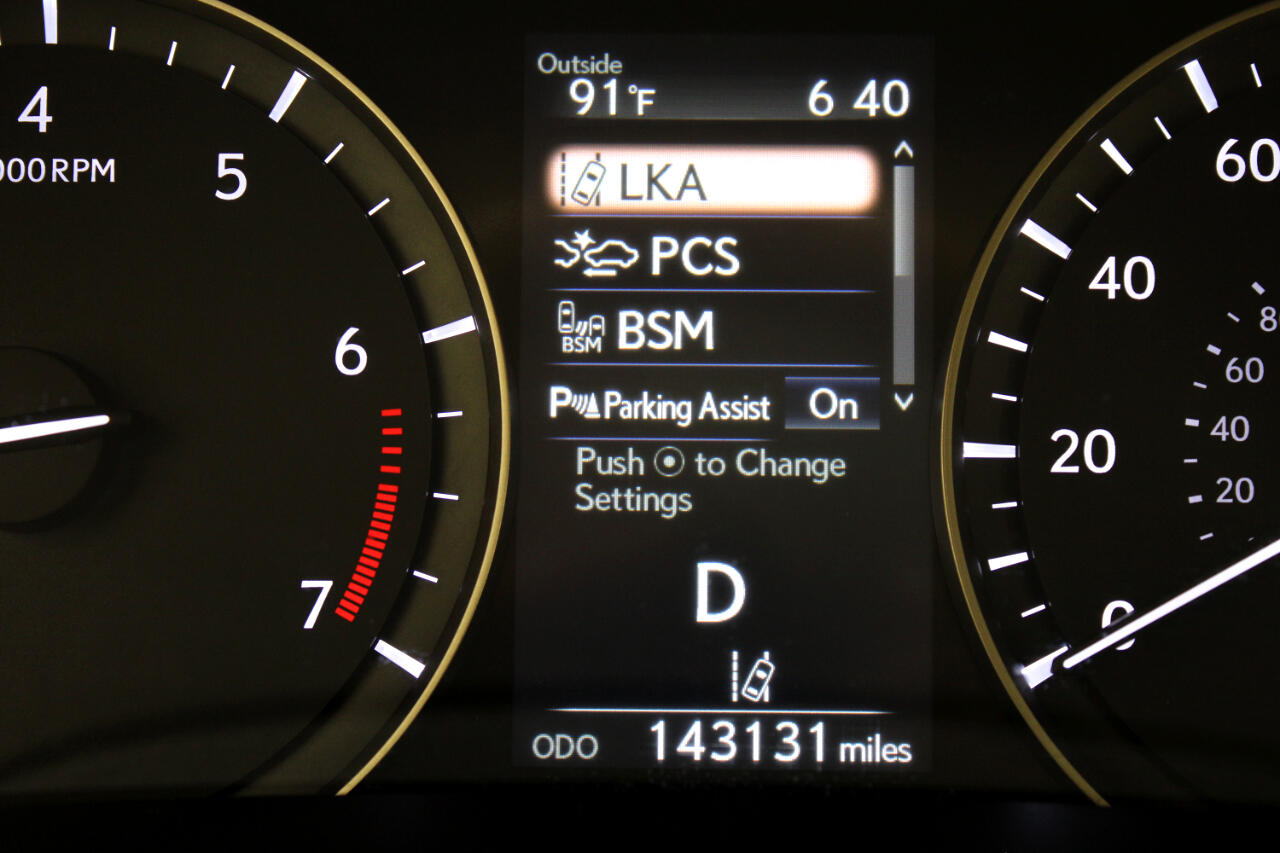 Outside
91°F 6 40
LKA
PCS
BSM BSM
Parking Assist On
Push to Change
Settings
D
ODO 143131 miles
4
000 RPM
5
6
7
60
40
20
0
80
60
40
20